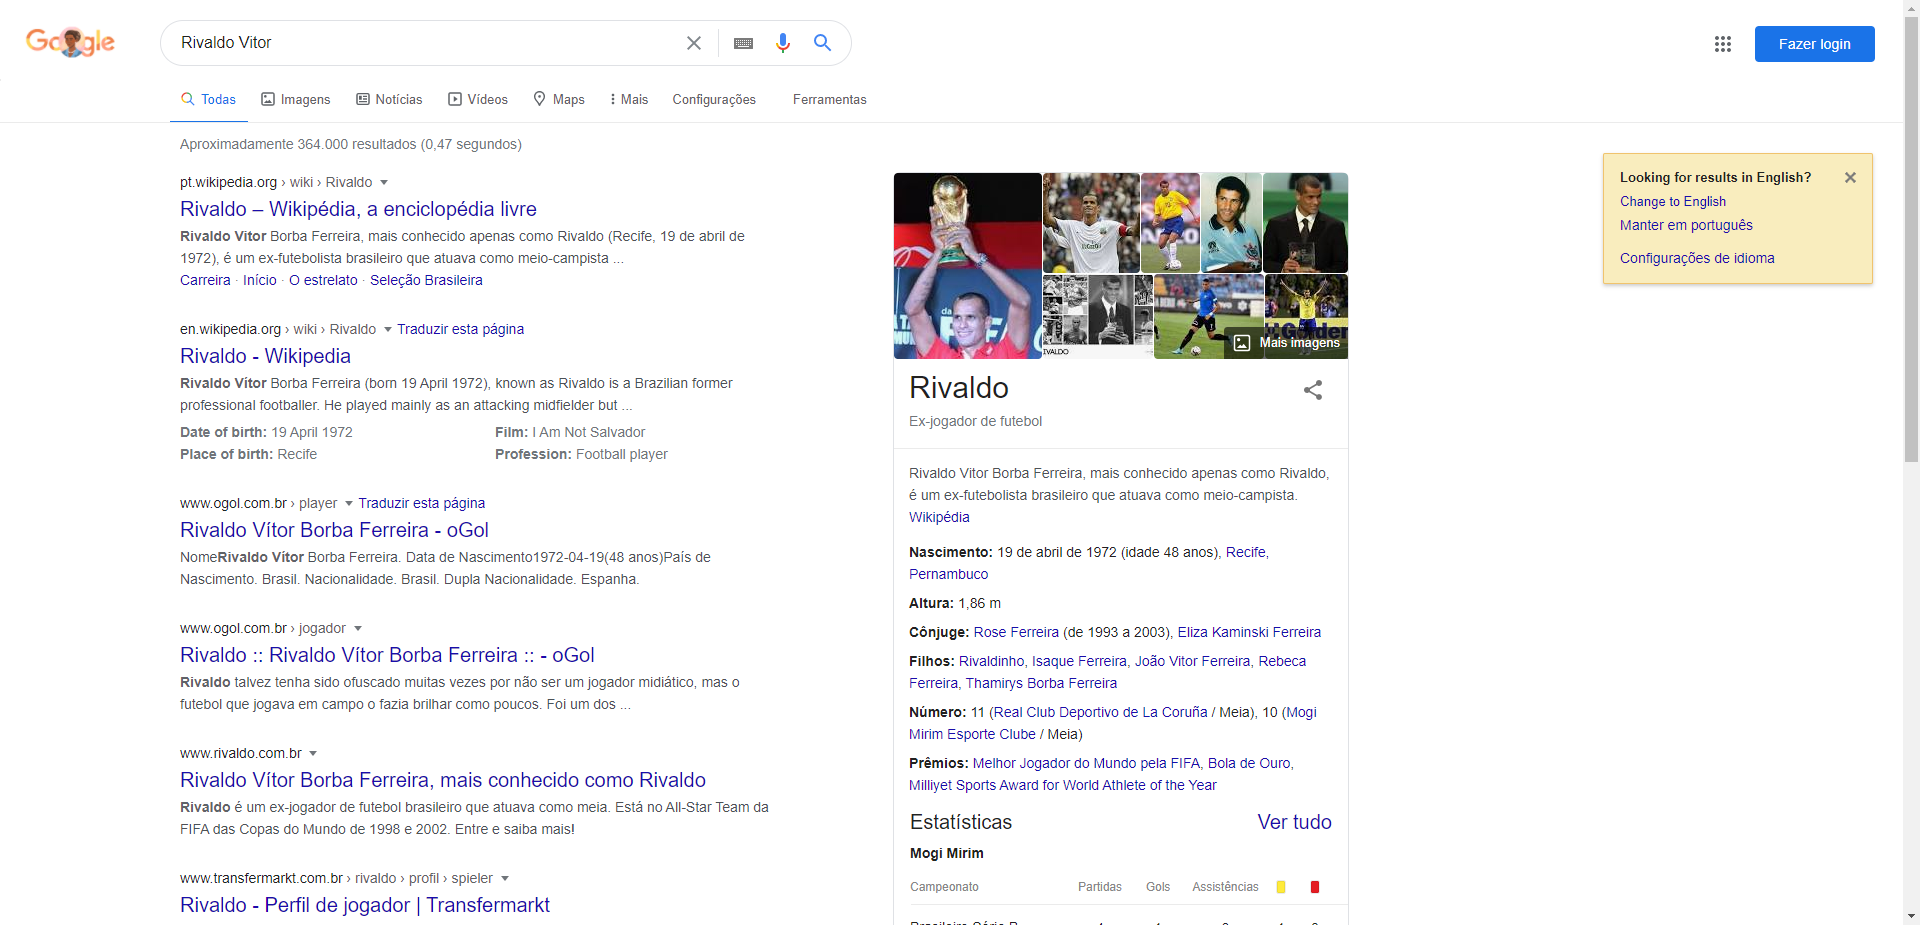 Google
Rivaldo Vitor
Fazer login
Todas
Imagens
Notícias
Vídeos
Maps
Mais
Configurações
Ferramentas
Aproximadamente 364.000 resultados (0,47 segundos)
pt.wikipedia.org › wiki › Rivaldo
Rivaldo – Wikipédia, a enciclopédia livre
Rivaldo Vitor Borba Ferreira, mais conhecido apenas como Rivaldo (Recife, 19 de abril de
1972), é um ex-futebolista brasileiro que atuava como meio-campista ...
Carreira · Início · O estrelato · Seleção Brasileira
en.wikipedia.org › wiki › Rivaldo Traduzir esta página
Rivaldo - Wikipedia
Rivaldo Vítor Borba Ferreira (born 19 April 1972), known as Rivaldo is a Brazilian former
professional footballer. He played mainly as an attacking midfielder but ...
Date of birth: 19 April 1972 Film: I Am Not Salvador
Place of birth: Recife Profession: Football player
www.ogol.com.br › player Traduzir esta página
Rivaldo Vítor Borba Ferreira - oGol
NomeRivaldo Vítor Borba Ferreira. Data de Nascimento1972-04-19(48 anos)País de
Nascimento. Brasil. Nacionalidade. Brasil. Dupla Nacionalidade. Espanha.
www.ogol.com.br › jogador
Rivaldo :: Rivaldo Vítor Borba Ferreira :: - oGol
Rivaldo talvez tenha sido ofuscado muitas vezes por não ser um jogador midiático, mas o
futebol que jogava em campo o fazia brilhar como poucos. Foi um dos ...
www.rivaldo.com.br
Rivaldo Vítor Borba Ferreira, mais conhecido como Rivaldo
Rivaldo é um ex-jogador de futebol brasileiro que atuava como meia. Está no All-Star Team da
FIFA das Copas do Mundo de 1998 e 2002. Entre e saiba mais!
www.transfermarkt.com.br › rivaldo › profil › spieler
Rivaldo - Perfil de jogador | Transfermarkt
IVALDO
Mais imagens
Rivaldo
Ex-jogador de futebol
Rivaldo Vitor Borba Ferreira, mais conhecido apenas como Rivaldo,
é um ex-futebolista brasileiro que atuava como meio-campista.
Wikipédia
Nascimento: 19 de abril de 1972 (idade 48 anos), Recife,
Pernambuco
Altura: 1,86 m
Cônjuge: Rose Ferreira (de 1993 a 2003), Eliza Kaminski Ferreira
Filhos: Rivaldinho, Isaque Ferreira, João Vitor Ferreira, Rebeca
Ferreira, Thamirys Borba Ferreira
Número: 11 (Real Club Deportivo de La Coruña / Meia), 10 (Mogi
Mirim Esporte Clube / Meia)
Prêmios: Melhor Jogador do Mundo pela FIFA, Bola de Ouro,
Milliyet Sports Award for World Athlete of the Year
Estatísticas Ver tudo
Mogi Mirim
Campeonato Partidas Gols Assistências
Looking for results in English?
Change to English
Manter em português
Configurações de idioma